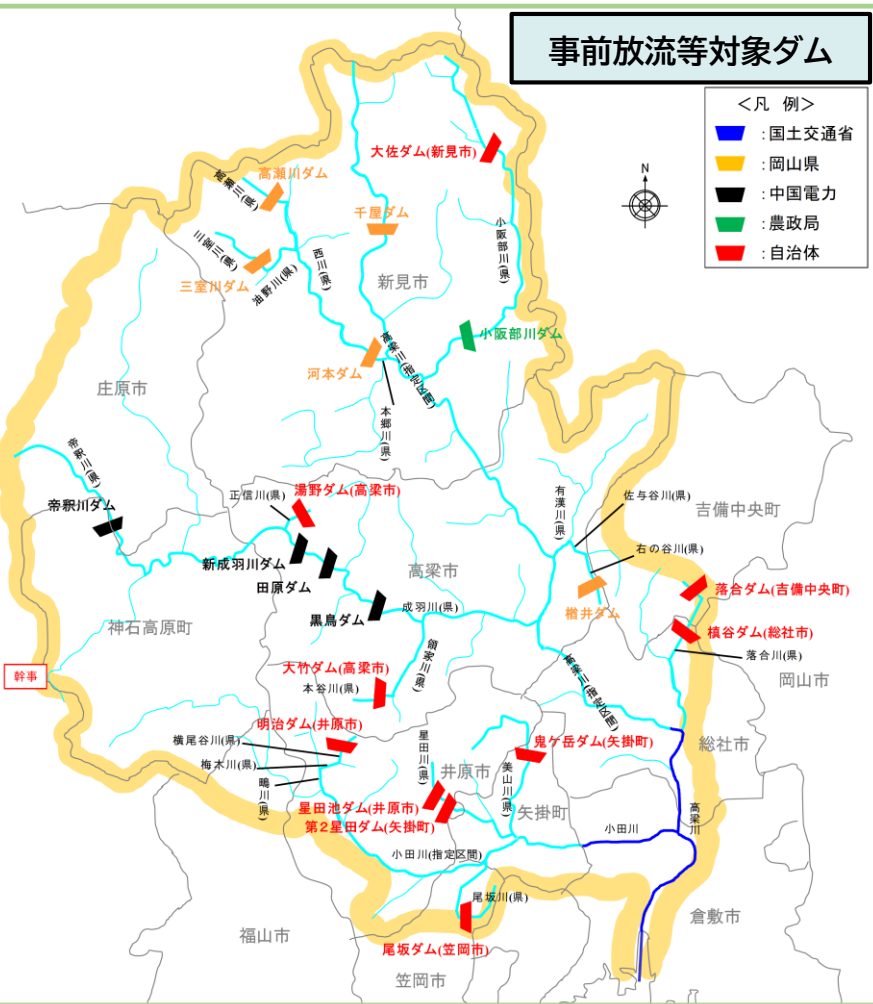 事前放流等対象ダム
＜凡 例＞
：国土交通省
：岡山県
：中国電力
：農政局
：自治体
N
大佐ダム(新見市)
高瀬川ダム
高瀬川(県)
千屋ダム
小阪部川(県)
三室川(県)
西川(県)
油野川(県)
三室川ダム
新見市
小阪部川ダム
高梁川(指定区間)
河本ダム
庄原市
本郷川(県)
帝釈川(県)
正信川(県)
湯野ダム(高梁市)
有漢川(県)
佐与谷川(県)
吉備中央町
帝釈川ダム
右の谷川(県)
新成羽川ダム
高梁市
田原ダム
落合ダム(吉備中央町)
楢井ダム
黒鳥ダム
成羽川(県)
神石高原町
槙谷ダム(総社市)
落合川(県)
領家川(県)
幹事
大竹ダム(高梁市)
本谷川(県)
岡山市
高梁川(指定区間)
明治ダム(井原市)
横尾谷川(県)
鬼ケ岳ダム(矢掛町)
総社市
星田川(県)
梅木川(県)
井原市
美山川(県)
鴫川(県)
星田池ダム(井原市)
矢掛町
高梁川
第２星田ダム(矢掛町)
小田川
小田川(指定区間)
尾坂川(県)
倉敷市
福山市
尾坂ダム(笠岡市)
笠岡市